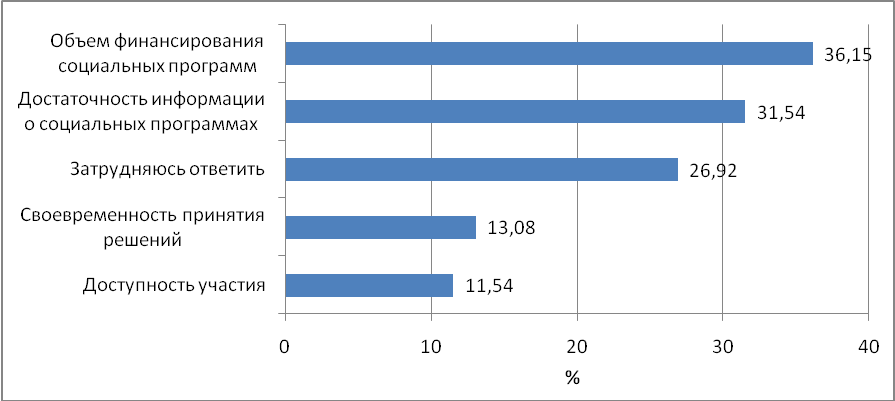 Объем финансирования
социальных программ
36,15
Достаточность информации
о социальных программах
31,54
Затрудняюсь ответить
26,92
Своевременность принятия
решений
13,08
Доступность участия
11,54
0 10 20 30 40
%